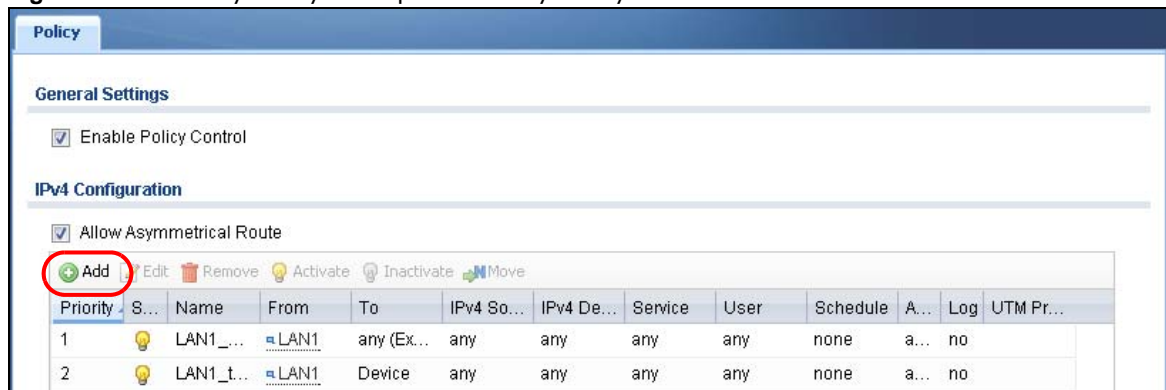 Policy
General Settings
Enable Policy Control
IPv4 Configuration
Allow Asymmetrical Route
Add Edit Remove Activate Inactivate Move
Priority S... Name From To IPv4 So... IPv4 De... Service User Schedule A... Log UTM Pr...
1 LAN1_... LAN1 any (Ex... any any any any none a... no
2 LAN1_t... LAN1 Device any any any any none a... no